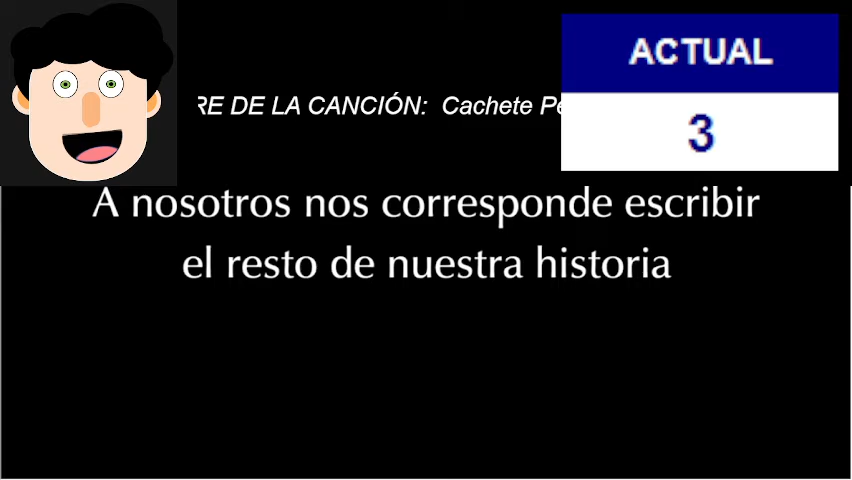 ACTUAL
RE DE LA CANCIÓN: Cachete
3
A nosotros nos corresponde escribir
el resto de nuestra historia